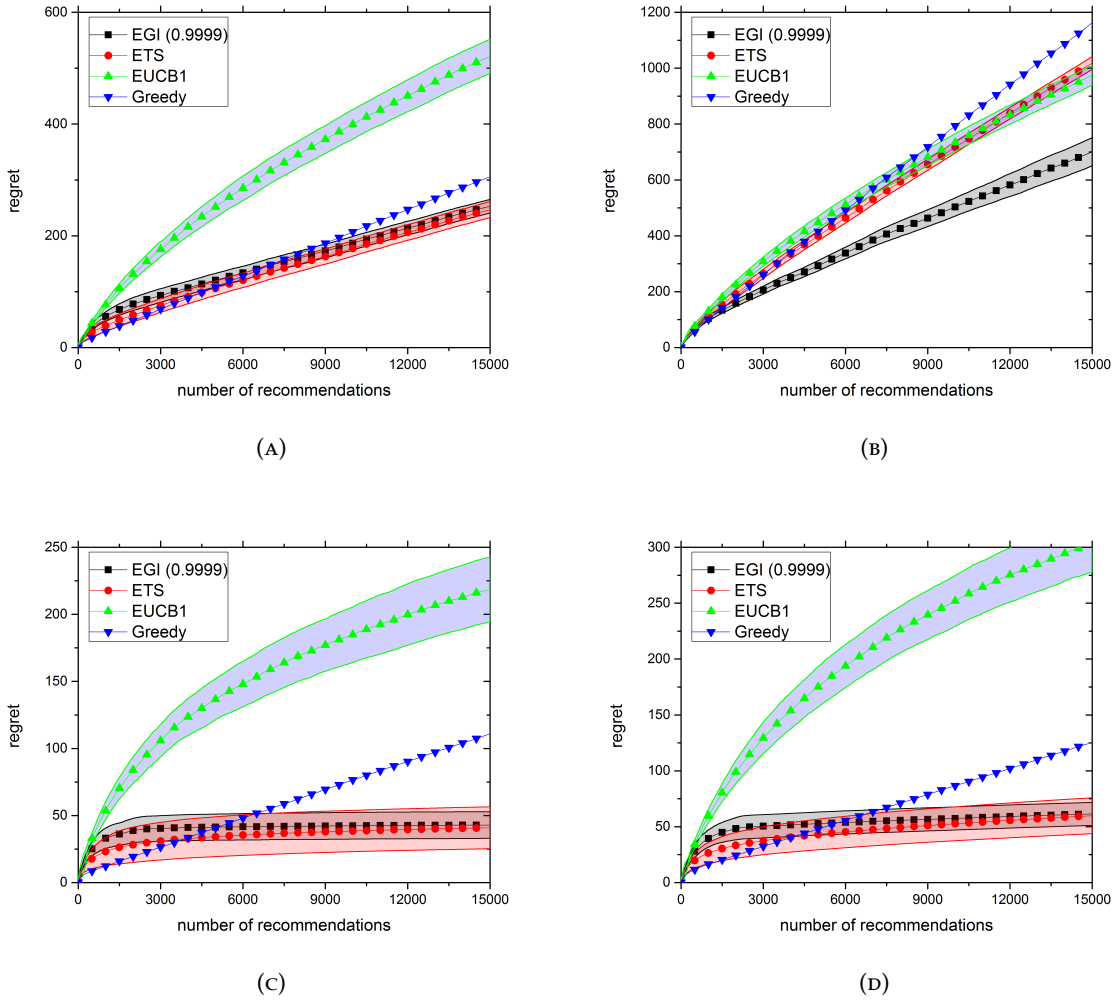 600
400
200
0
regret
EGI (0.9999)
ETS
EUCB1
Greedy
0 3000 6000 9000 12000 15000
number of recommendations
(A)
1200
1000
800
600
400
200
0
regret
EGI (0.9999)
ETS
EUCB1
Greedy
0 3000 6000 9000 12000 15000
number of recommendations
(B)
250
200
150
100
50
0
regret
EGI (0.9999)
ETS
EUCB1
Greedy
0 3000 6000 9000 12000 15000
number of recommendations
(C)
300
250
200
150
100
50
0
regret
EGI (0.9999)
ETS
EUCB1
Greedy
0 3000 6000 9000 12000 15000
number of recommendations
(D)